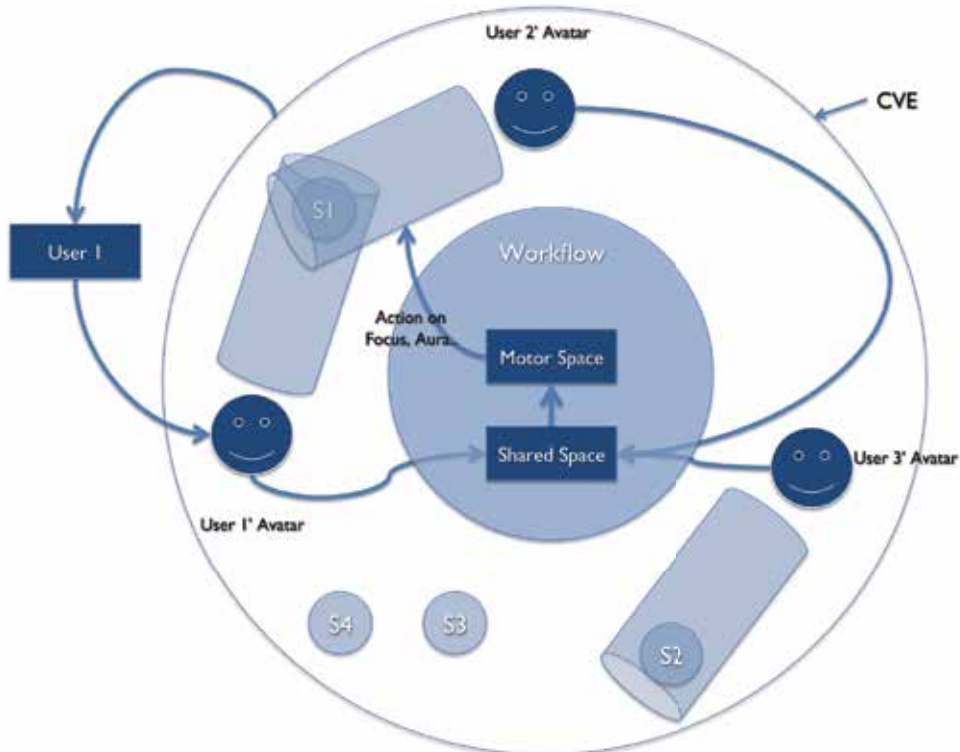 User 2' Avatar
CVE
S1
User 1
Workflow
Action on
Focus, Aura...
Motor Space
Shared Space
User 3' Avatar
User 1' Avatar
S4
S3
S2